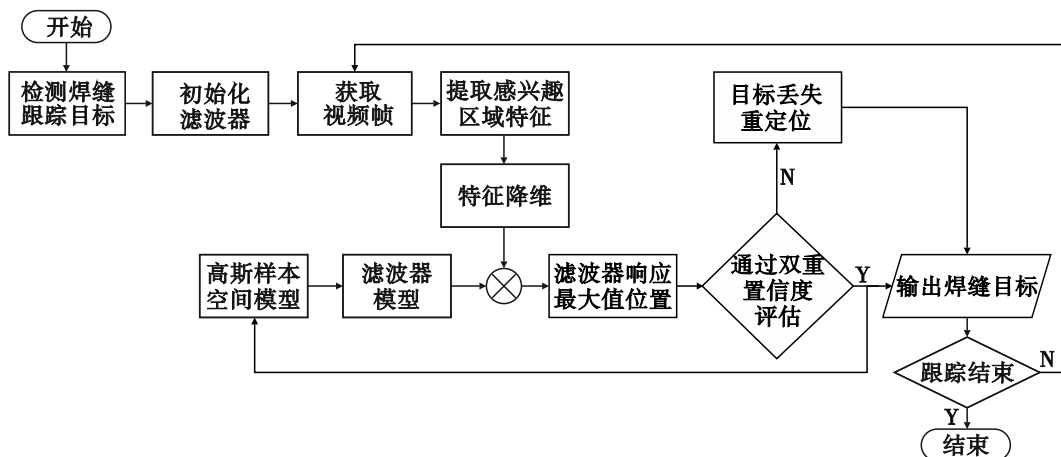 开始
检测焊缝
跟踪目标
初始化
滤波器
获取
视频帧
提取感兴趣
区域特征
特征降维
高斯样本
空间模型
滤波器
模型
滤波器响应
最大值位置
通过双重
置信度
评估
N
目标丢失
重定位
Y
输出焊缝目标
跟踪结束
N
Y
结束